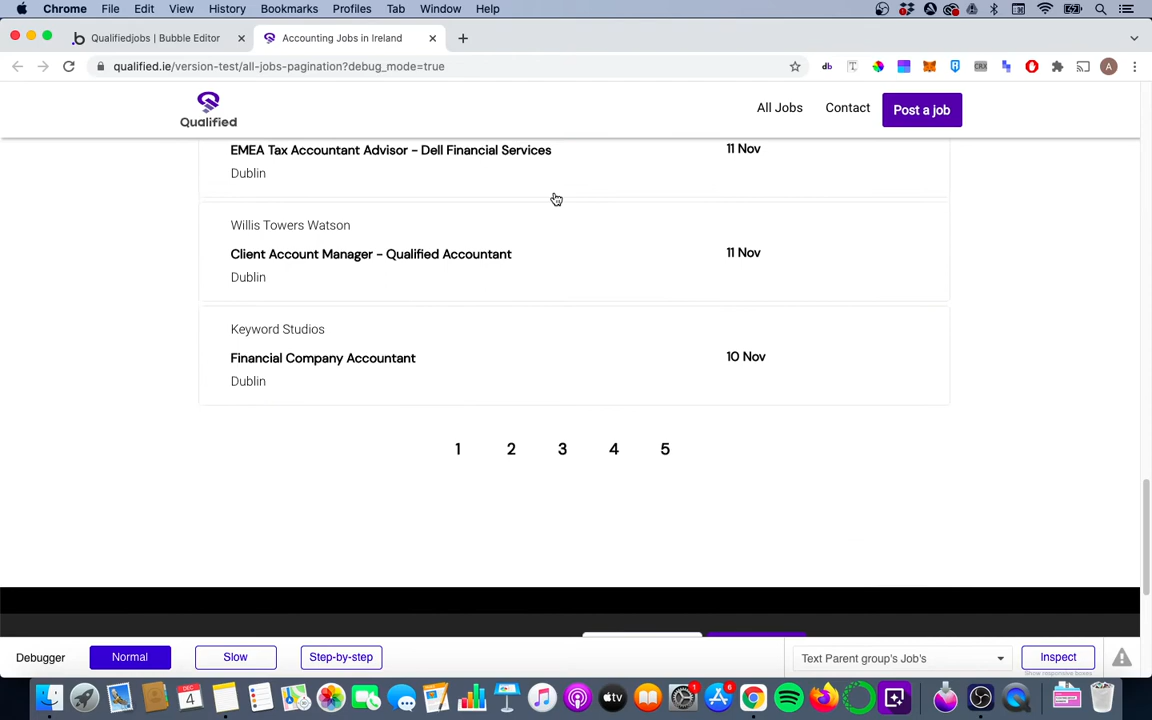 Chrome File Edit View History Bookmarks Profiles Tab Window Help
Qualifiedjobs | Bubble Editor
Accounting Jobs in Ireland
qualified.ie/version-test/all-jobs-pagination?debug_mode=true
Qualified
All Jobs
Contact
Post a job
EMEA Tax Accountant Advisor - Dell Financial Services
11 Nov
Dublin
Willis Towers Watson
Client Account Manager - Qualified Accountant
11 Nov
Dublin
Keyword Studios
Financial Company Accountant
10 Nov
Dublin
1 2 3 4 5
Debugger
Normal
Slow
Step-by-step
Text Parent group's Job's
Inspect
Show responsive boxes